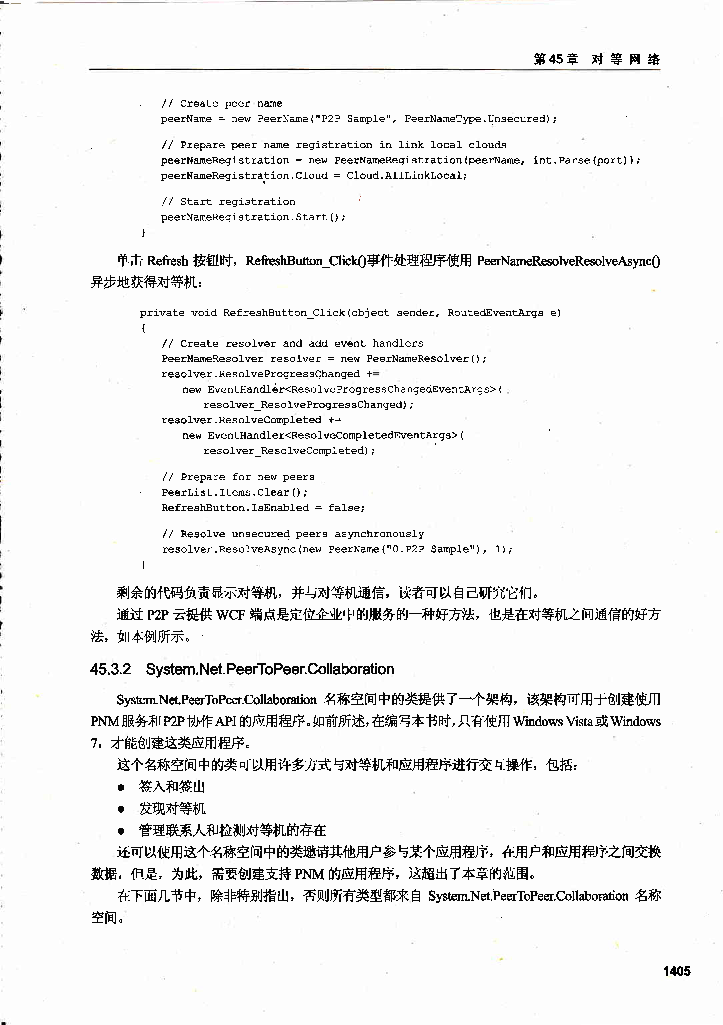 第45章 对 等 网 络
// Create peer name
peerName = new PeerName("P2P Sample", PeerNameType.Unsecured);
// Prepare peer name registration in link local clouds
peerNameRegistration = new PeerNameRegistration(peerName, int.Parse(port));
peerNameRegistration.Cloud = Cloud.AllLinkLocal;
// Start registration
peerNameRegistration.Start();
}
单击 Refresh 按钮时，RefreshButton_Click()事件处理程序使用 PeerNameResolveResolveAsync()
异步地获得对等机：
private void RefreshButton_Click(object sender, RoutedEventArgs e)
{
// Create resolver and add event handlers
PeerNameResolver resolver = new PeerNameResolver();
resolver.ResolveProgressChanged +=
new EventHandler<ResolveProgressChangedEventArgs>(
resolver_ResolveProgressChanged);
resolver.ResolveCompleted +=
new EventHandler<ResolveCompletedEventArgs>(
resolver_ResolveCompleted);
// Prepare for new peers
PeerList.Items.Clear();
RefreshButton.IsEnabled = false;
// Resolve unsecured peers asynchronously
resolver.ResolveAsync(new PeerName("0.P2P Sample"), 1);
}
剩余的代码负责显示对等机，并与对等机通信，读者可以自己研究它们。
通过 P2P 云提供 WCF 端点是定位企业中的服务的一种好方法，也是在对等机之间通信的好方
法，如本例所示。
45.3.2 System.Net.PeerToPeer.Collaboration
System.Net.PeerToPeer.Collaboration 名称空间中的类提供了一个架构，该架构可用于创建使用
PNM 服务和 P2P 协作 API 的应用程序。如前所述，在编写本书时，只有使用 Windows Vista 或 Windows
7，才能创建这类应用程序。
这个名称空间中的类可以用许多方式与对等机和应用程序进行交互操作，包括：
● 签入和签出
● 发现对等机
● 管理联系人和检测对等机的存在
还可以使用这个名称空间中的类邀请其他用户参与某个应用程序，在用户和应用程序之间交换
数据，但是，为此，需要创建支持 PNM 的应用程序，这超出了本章的范围。
在下面几节中，除非特别指出，否则所有类型都来自 System.Net.PeerToPeer.Collaboration 名称
空间。
1405